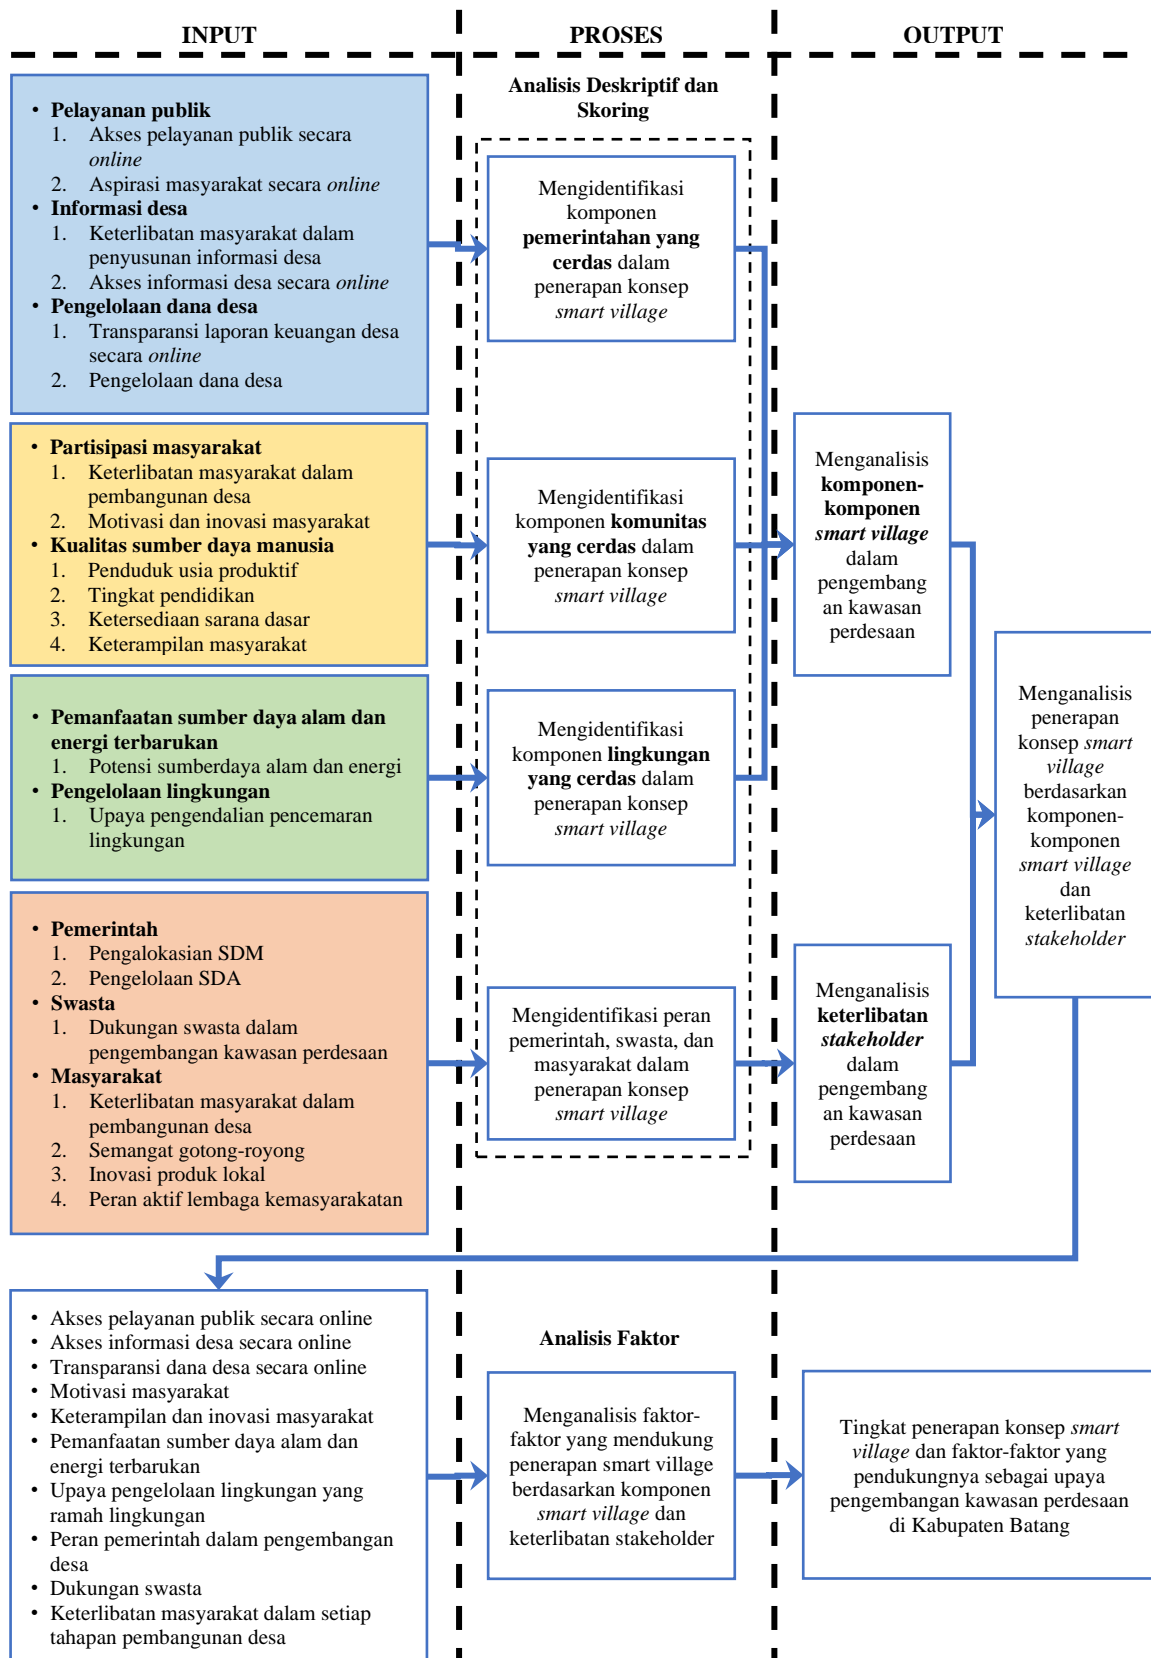 INPUT
PROSES
OUTPUT
• Pelayanan publik
1. Akses pelayanan publik secara
online
2. Aspirasi masyarakat secara online
• Informasi desa
1. Keterlibatan masyarakat dalam
penyusunan informasi desa
2. Akses informasi desa secara online
• Pengelolaan dana desa
1. Transparansi laporan keuangan desa
secara online
2. Pengelolaan dana desa
• Partisipasi masyarakat
1. Keterlibatan masyarakat dalam
pembangunan desa
2. Motivasi dan inovasi masyarakat
• Kualitas sumber daya manusia
1. Penduduk usia produktif
2. Tingkat pendidikan
3. Ketersediaan sarana dasar
4. Keterampilan masyarakat
• Pemanfaatan sumber daya alam dan
energi terbarukan
1. Potensi sumberdaya alam dan energi
• Pengelolaan lingkungan
1. Upaya pengendalian pencemaran
lingkungan
• Pemerintah
1. Pengalokasian SDM
2. Pengelolaan SDA
• Swasta
1. Dukungan swasta dalam
pengembangan kawasan perdesaan
• Masyarakat
1. Keterlibatan masyarakat dalam
pembangunan desa
2. Semangat gotong-royong
3. Inovasi produk lokal
4. Peran aktif lembaga kemasyarakatan
Analisis Deskriptif dan
Skoring
Mengidentifikasi
komponen
pemerintahan yang
cerdas dalam
penerapan konsep
smart village
Mengidentifikasi
komponen komunitas
yang cerdas dalam
penerapan konsep
smart village
Mengidentifikasi
komponen lingkungan
yang cerdas dalam
penerapan konsep
smart village
Mengidentifikasi peran
pemerintah, swasta, dan
masyarakat dalam
penerapan konsep
smart village
Menganalisis
komponen-
komponen
smart village
dalam
pengembang
an kawasan
perdesaan
Menganalisis
keterlibatan
stakeholder
dalam
pengembang
an kawasan
perdesaan
Menganalisis
penerapan
konsep smart
village
berdasarkan
komponen-
komponen
smart village
dan
keterlibatan
stakeholder
• Akses pelayanan publik secara online
• Akses informasi desa secara online
• Transparansi dana desa secara online
• Motivasi masyarakat
• Keterampilan dan inovasi masyarakat
• Pemanfaatan sumber daya alam dan
energi terbarukan
• Upaya pengelolaan lingkungan yang
ramah lingkungan
• Peran pemerintah dalam pengembangan
desa
• Dukungan swasta
• Keterlibatan masyarakat dalam setiap
tahapan pembangunan desa
Analisis Faktor
Menganalisis faktor-
faktor yang mendukung
penerapan smart village
berdasarkan komponen
smart village dan
keterlibatan stakeholder
Tingkat penerapan konsep smart
village dan faktor-faktor yang
pendukungnya sebagai upaya
pengembangan kawasan perdesaan
di Kabupaten Batang